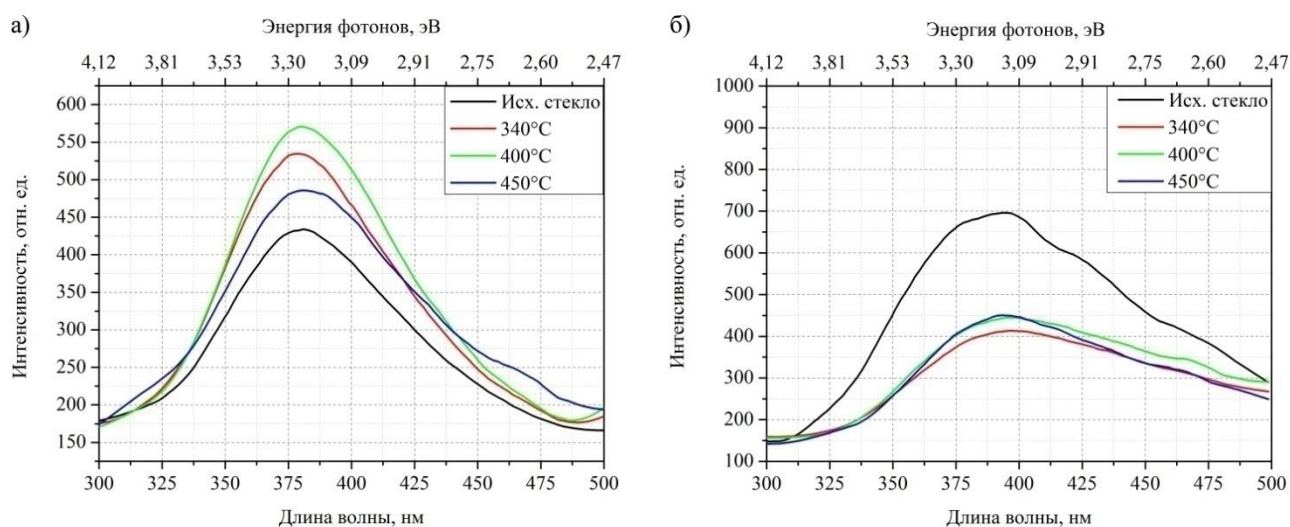 а)
Энергия фотонов, эВ
4,12 3,81 3,53 3,30 3,09 2,91 2,75 2,60 2,47
Интенсивность, отн. ед.
600
550
500
450
400
350
300
250
200
150
Исх. стекло
340°C
400°C
450°C
300 325 350 375 400 425 450 475 500
Длина волны, нм
б)
Энергия фотонов, эВ
4,12 3,81 3,53 3,30 3,09 2,91 2,75 2,60 2,47
Интенсивность, отн. ед.
1000
900
800
700
600
500
400
300
200
100
Исх. стекло
340°C
400°C
450°C
300 325 350 375 400 425 450 475 500
Длина волны, нм